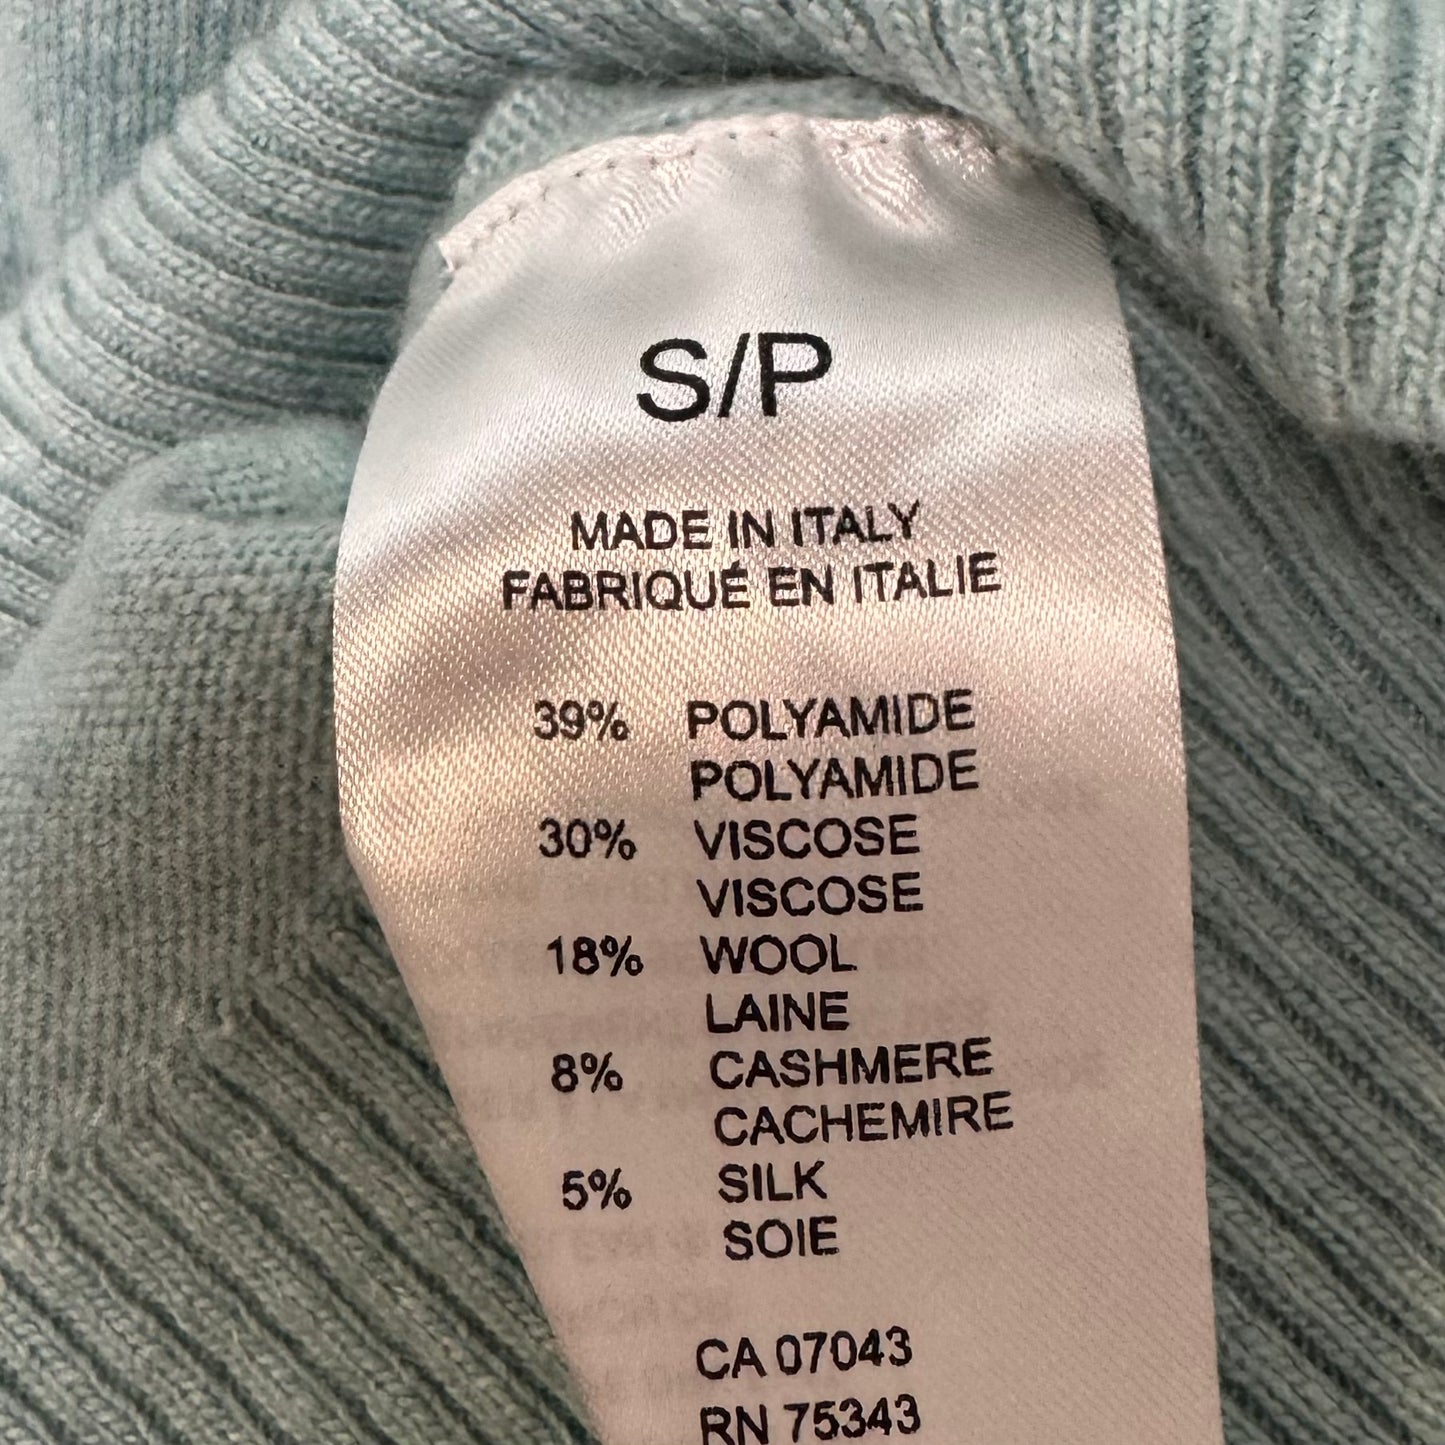 S/P
MADE IN ITALY
FABRIQUÉ EN ITALIE
39% POLYAMIDE
POLYAMIDE
30% VISCOSE
VISCOSE
18% WOOL
LAINE
8% CASHMERE
CACHEMIRE
5% SILK
SOIE
CA 07043
RN 75343